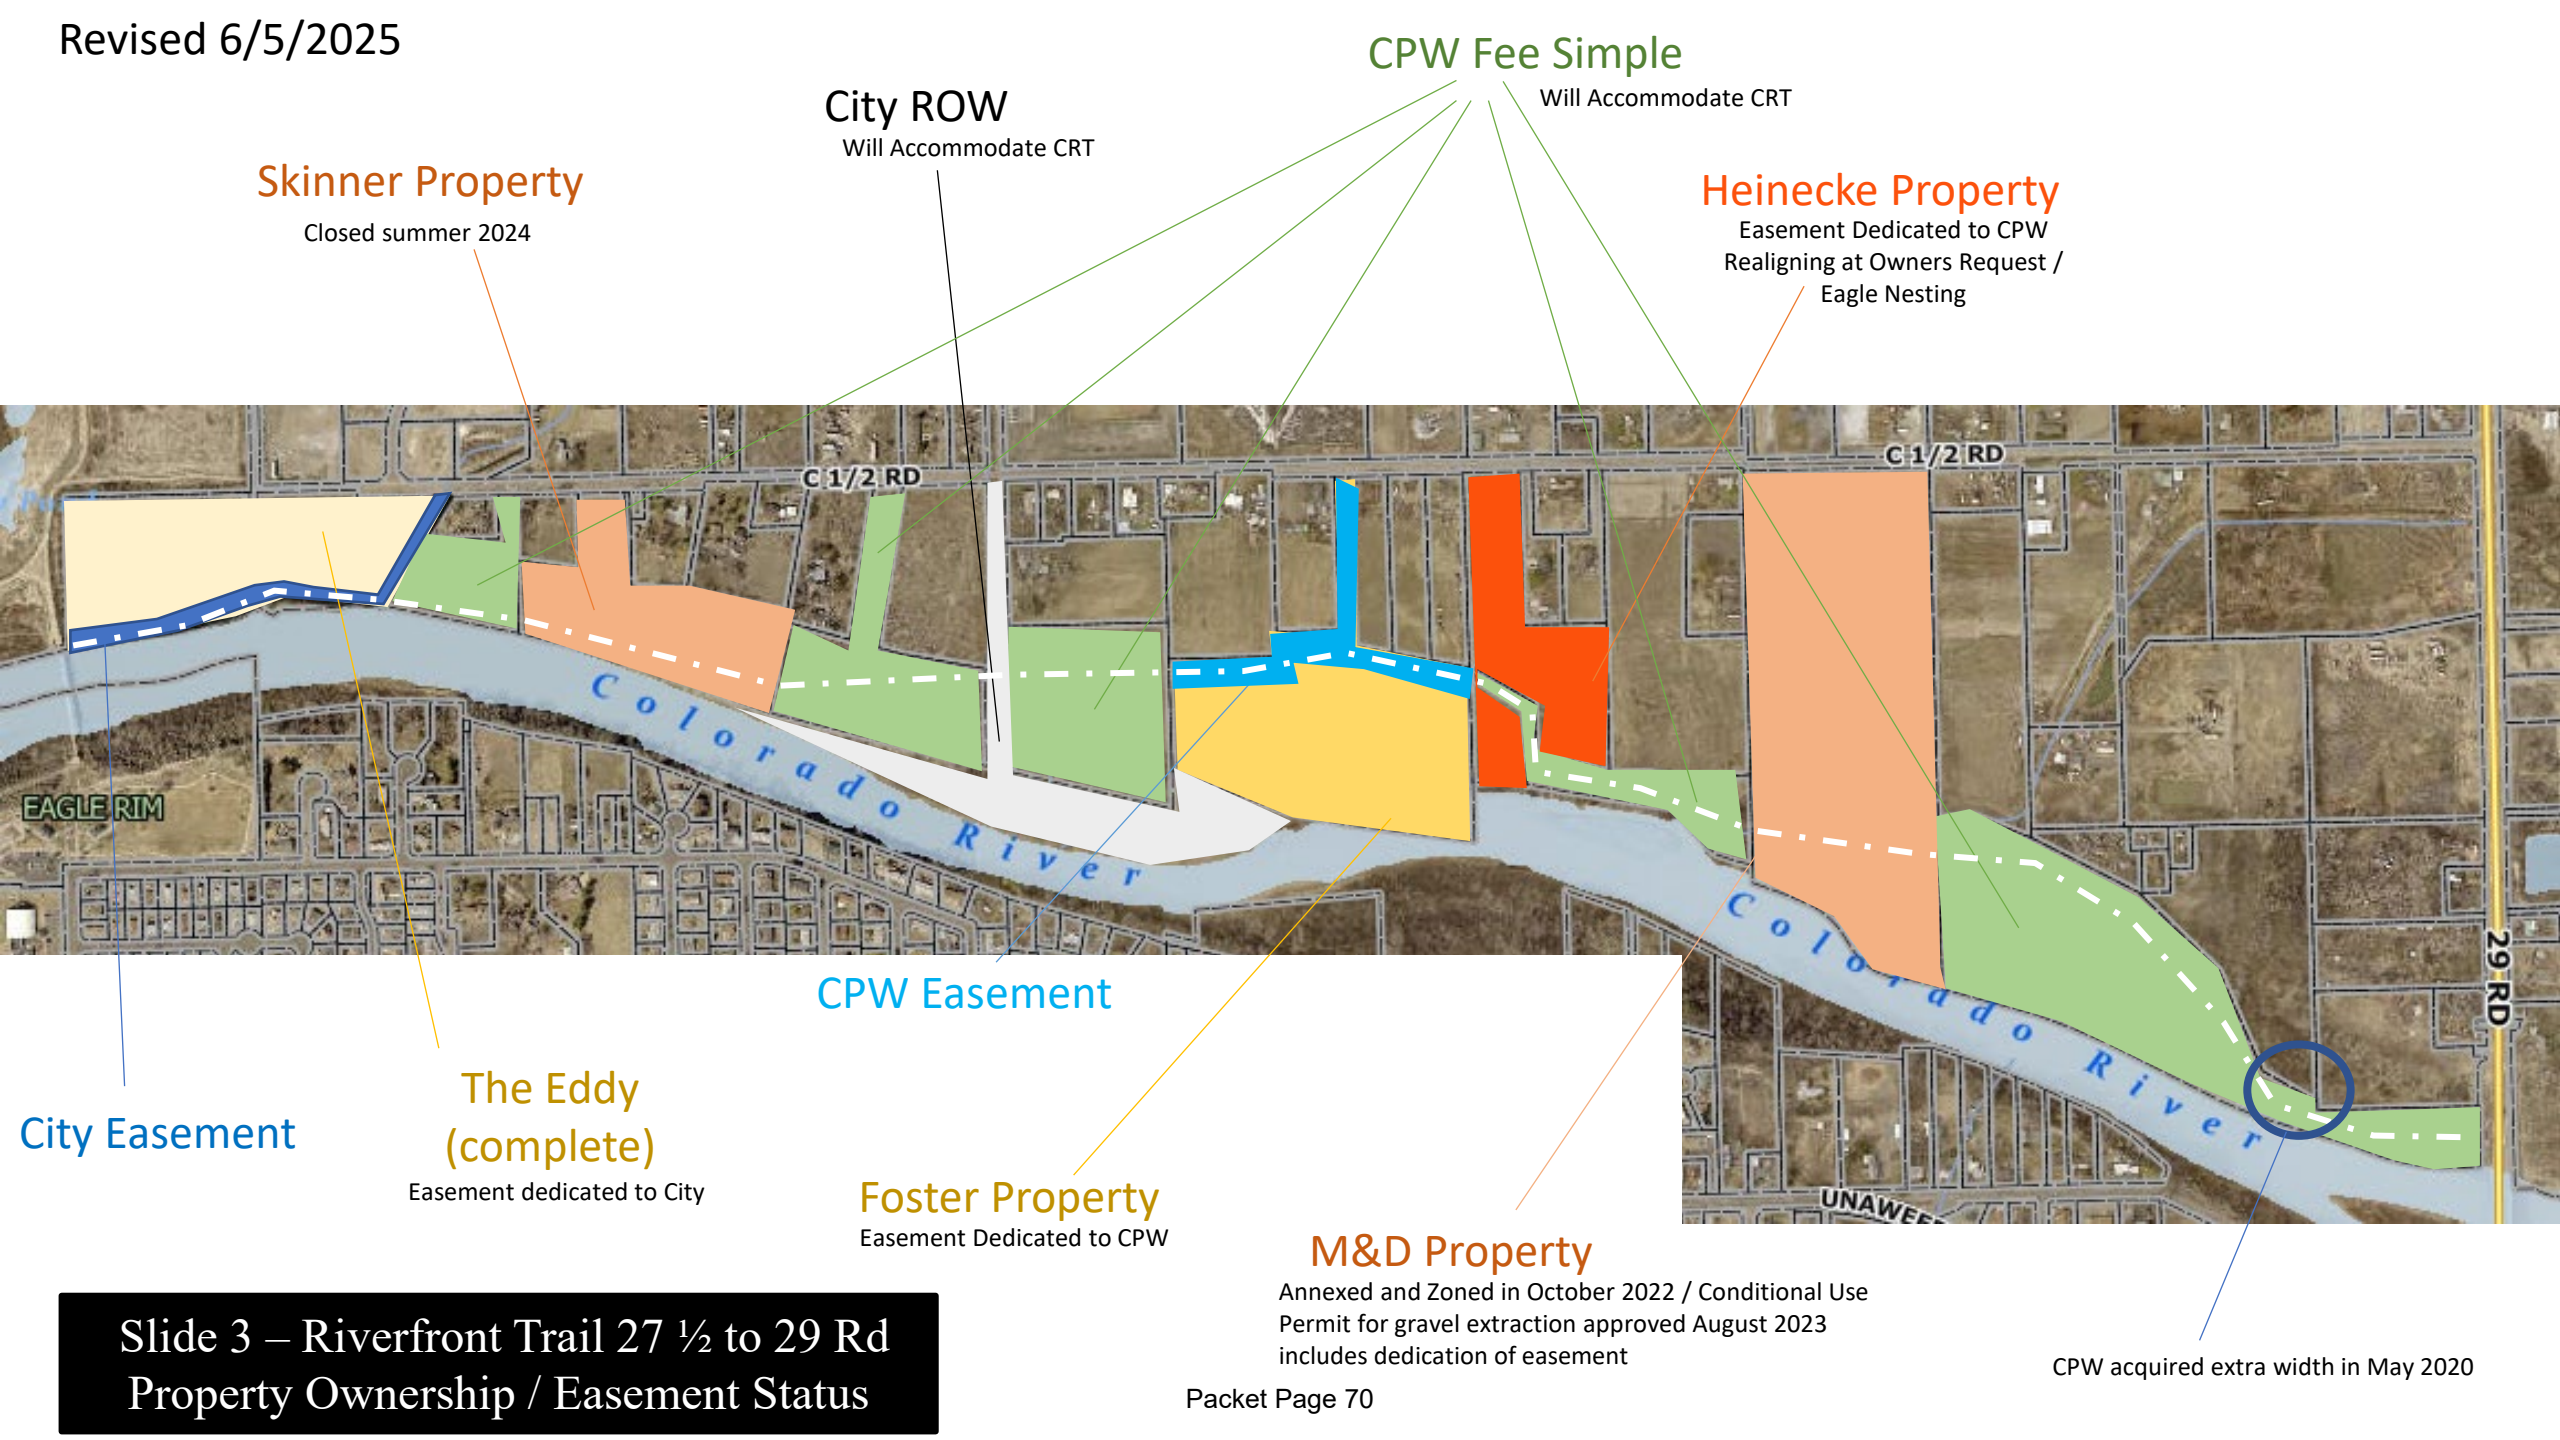 Revised 6/5/2025
CPW Fee Simple
Will Accommodate CRT
City ROW
Will Accommodate CRT
Skinner Property
Closed summer 2024
Heinecke Property
Easement Dedicated to CPW
Realigning at Owners Request /
Eagle Nesting
C 1/2 RD
C 1/2 RD
Colorado River
EAGLE RIM
Colorado River
29 RD
CPW Easement
The Eddy
(complete)
Easement dedicated to City
City Easement
Foster Property
Easement Dedicated to CPW
M&D Property
Annexed and Zoned in October 2022 / Conditional Use
Permit for gravel extraction approved August 2023
includes dedication of easement
CPW acquired extra width in May 2020
Slide 3 – Riverfront Trail 27 ½ to 29 Rd
Property Ownership / Easement Status
Packet Page 70